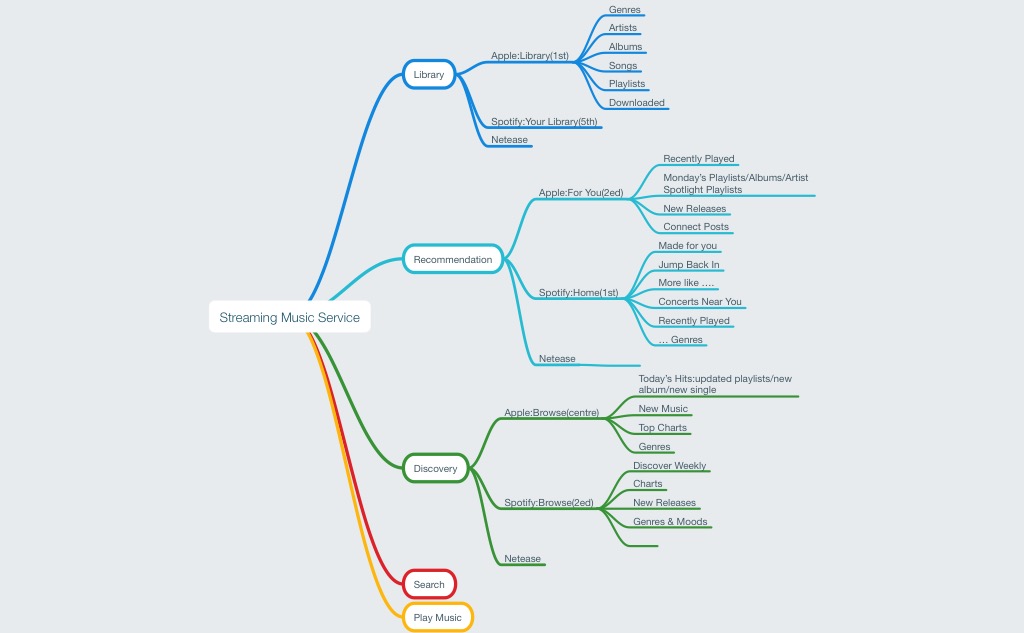 Streaming Music Service
Library
Apple:Library(1st)
Genres
Artists
Albums
Songs
Playlists
Downloaded
Spotify:Your Library(5th)
Netease
Recommendation
Apple:For You(2ed)
Recently Played
Monday's Playlists/Albums/Artist
Spotlight Playlists
New Releases
Connect Posts
Spotify:Home(1st)
Made for you
Jump Back In
More like ....
Concerts Near You
Recently Played
... Genres
Netease
Discovery
Apple:Browse(centre)
Today's Hits:updated playlists/new
album/new single
New Music
Top Charts
Genres
Spotify:Browse(2ed)
Discover Weekly
Charts
New Releases
Genres & Moods
Netease
Search
Play Music